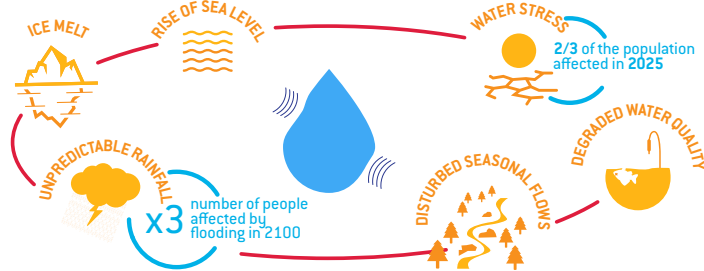 ICE MELT
RISE OF SEA LEVEL
WATER STRESS
2/3 of the population
affected in 2025
UNPREDICTABLE RAINFALL
x3
number of people
affected by
flooding in 2100
DISTURBED SEASONAL FLOWS
DEGRADED WATER QUALITY